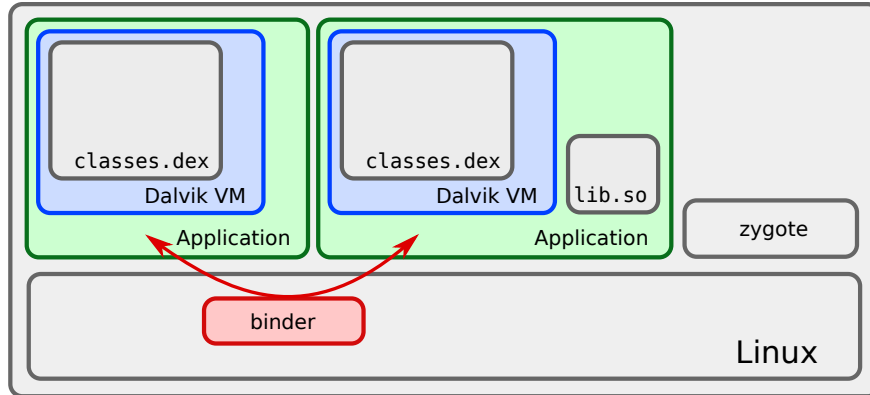 classes.dex
Dalvik VM
Application
classes.dex
Dalvik VM
lib.so
Application
zygote
binder
Linux